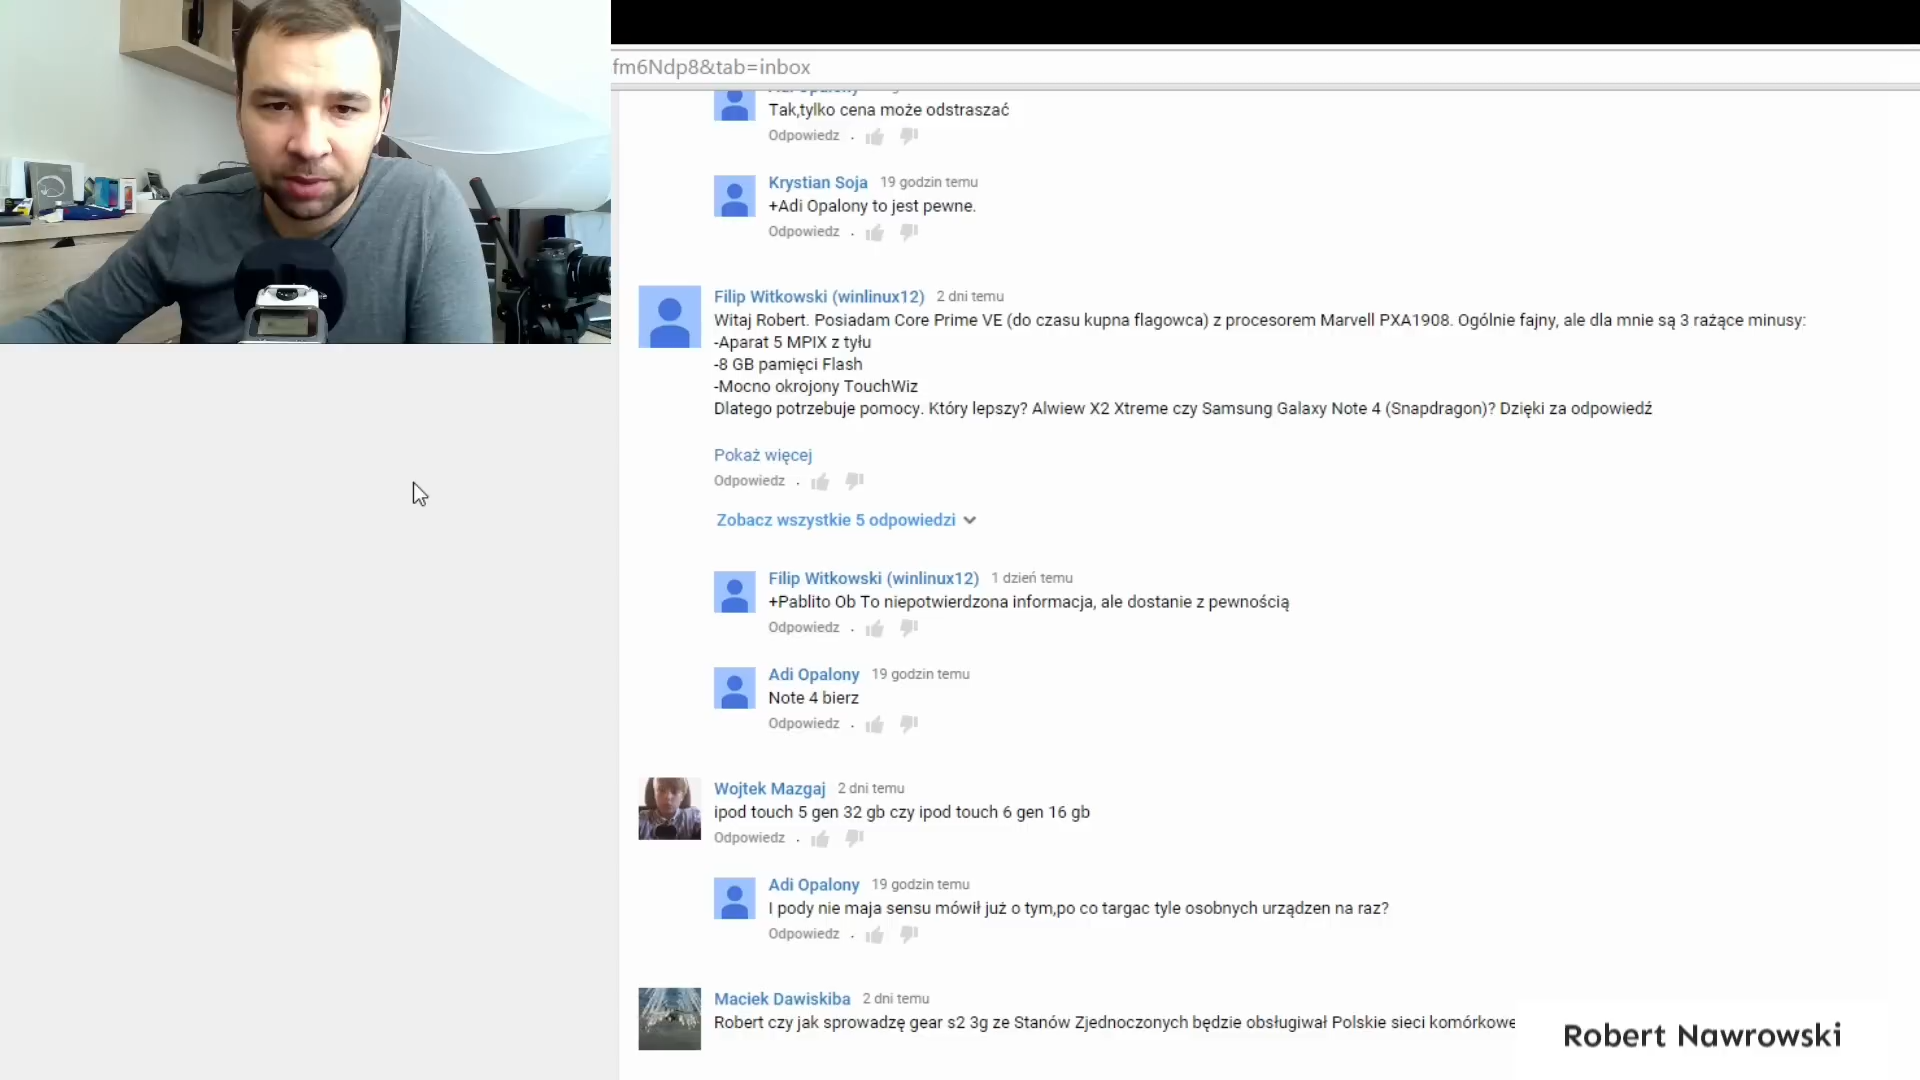 fm6Ndp8&tab=inbox
Adi Opalony
Tak,tylko cena może odstraszać
Odpowiedz .
Krystian Soja 19 godzin temu
+Adi Opalony to jest pewne.
Odpowiedz .
Filip Witkowski (winlinux12) 2 dni temu
Witaj Robert. Posiadam Core Prime VE (do czasu kupna flagowca) z procesorem Marvell PXA1908. Ogólnie fajny, ale dla mnie są 3 rażące minusy:
-Aparat 5 MPIX z tyłu
-8 GB pamięci Flash
-Mocno okrojony TouchWiz
Dlatego potrzebuje pomocy. Który lepszy? Alwiew X2 Xtreme czy Samsung Galaxy Note 4 (Snapdragon)? Dzięki za odpowiedź
Pokaż więcej
Odpowiedz .
Zobacz wszystkie 5 odpowiedzi
Filip Witkowski (winlinux12) 1 dzień temu
+Pablito Ob To niepotwierdzona informacja, ale dostanie z pewnością
Odpowiedz .
Adi Opalony 19 godzin temu
Note 4 bierz
Odpowiedz .
Wojtek Mazgaj 2 dni temu
ipod touch 5 gen 32 gb czy ipod touch 6 gen 16 gb
Odpowiedz .
Adi Opalony 19 godzin temu
I pody nie maja sensu mówił już o tym,po co targac tyle osobnych urządzen na raz?
Odpowiedz .
Maciek Dawiskiba 2 dni temu
Robert czy jak sprowadzę gear s2 3g ze Stanów Zjednoczonych będzie obsługiwał Polskie sieci komórkowe
Robert Nawrowski